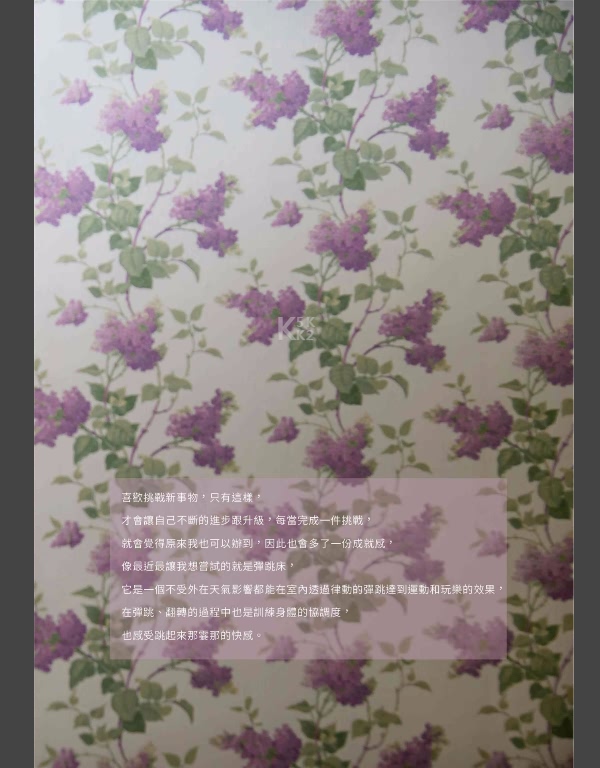 K 5K
LK2
喜歡挑戰新事物，只有這樣，
才會讓自己不斷的進步跟升級，每當完成一件挑戰，
就會覺得原來我也可以辦到，因此也會多了一份成就感，
像最近最讓我想嘗試的就是彈跳床，
它是一個不受外在天氣影響都能在室內透過律動的彈跳達到運動和玩樂的效果，
在彈跳、翻轉的過程中也是訓練身體的協調度，
也感受跳起來那霎那的快感。